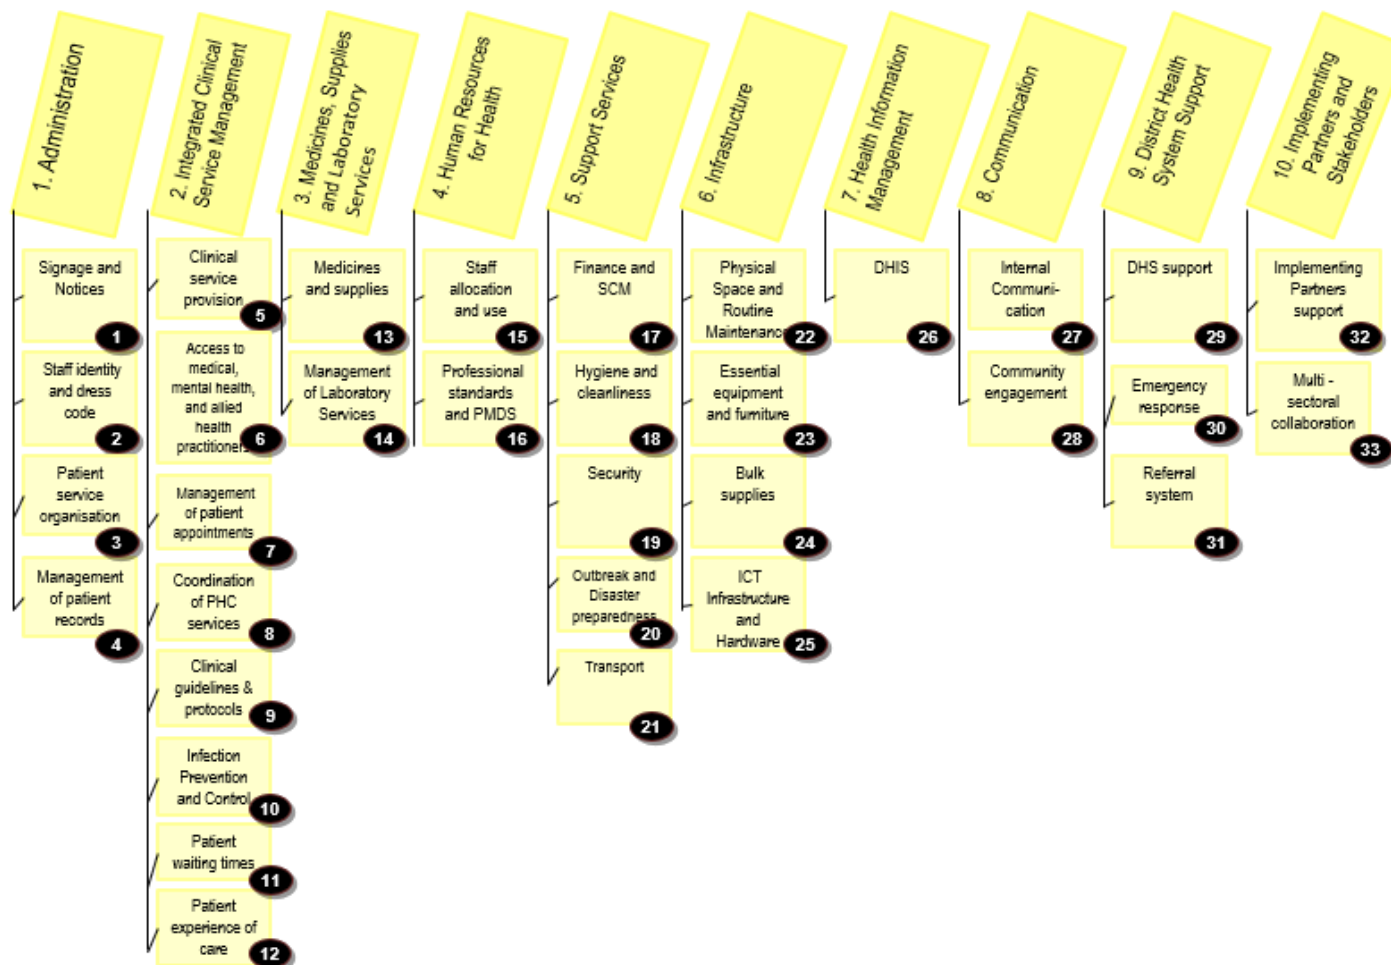 1. Administration
Signage and
Notices
1
Staff identity
and dress
code
2
Patient
service
organisation
3
Management
of patient
records
4
2. Integrated Clinical
Service Management
Clinical
service
provision
5
Access to
medical,
mental health,
and allied
health
practitioners
6
Management
of patient
appointments
7
Coordination
of PHC
services
8
Clinical
guidelines &
protocols
9
Infection
Prevention
and Control
10
Patient
waiting times
11
Patient
experience of
care
12
3. Medicines, Supplies
and Laboratory
Services
Medicines
and supplies
13
Management
of Laboratory
Services
14
4. Human Resources
for Health
Staff
allocation
and use
15
Professional
standards
and PMDS
16
5. Support Services
Finance and
SCM
17
Hygiene and
cleanliness
18
Security
19
Outbreak and
Disaster
preparedness
20
Transport
21
6. Infrastructure
Physical
Space and
Routine
Maintenance
22
Essential
equipment
and furniture
23
Bulk
supplies
24
ICT
Infrastructure
and
Hardware
25
7. Health Information
Management
DHIS
26
8. Communication
Internal
Communi-
cation
27
Community
engagement
28
9. District Health
System Support
DHS support
29
Emergency
response
30
Referral
system
31
10. Implementing
Partners and
Stakeholders
Implementing
Partners
support
32
Multi -
sectoral
collaboration
33